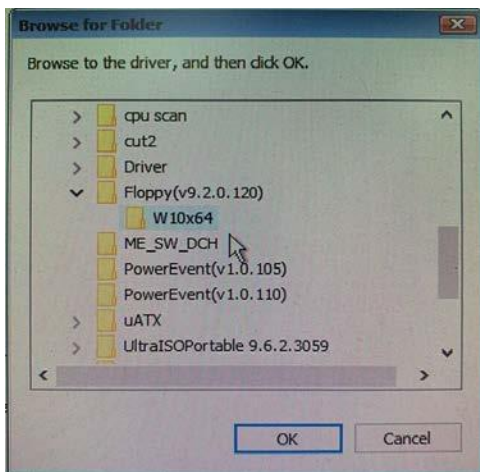 Browse for Folder
Browse to the driver, and then click OK.
cpu scan
cut2
Driver
Floppy(v9.2.0.120)
W10x64
ME_SW_DCH
PowerEvent(v1.0.105)
PowerEvent(v1.0.110)
uATX
UltraISOPortable 9.6.2.3059
OK Cancel